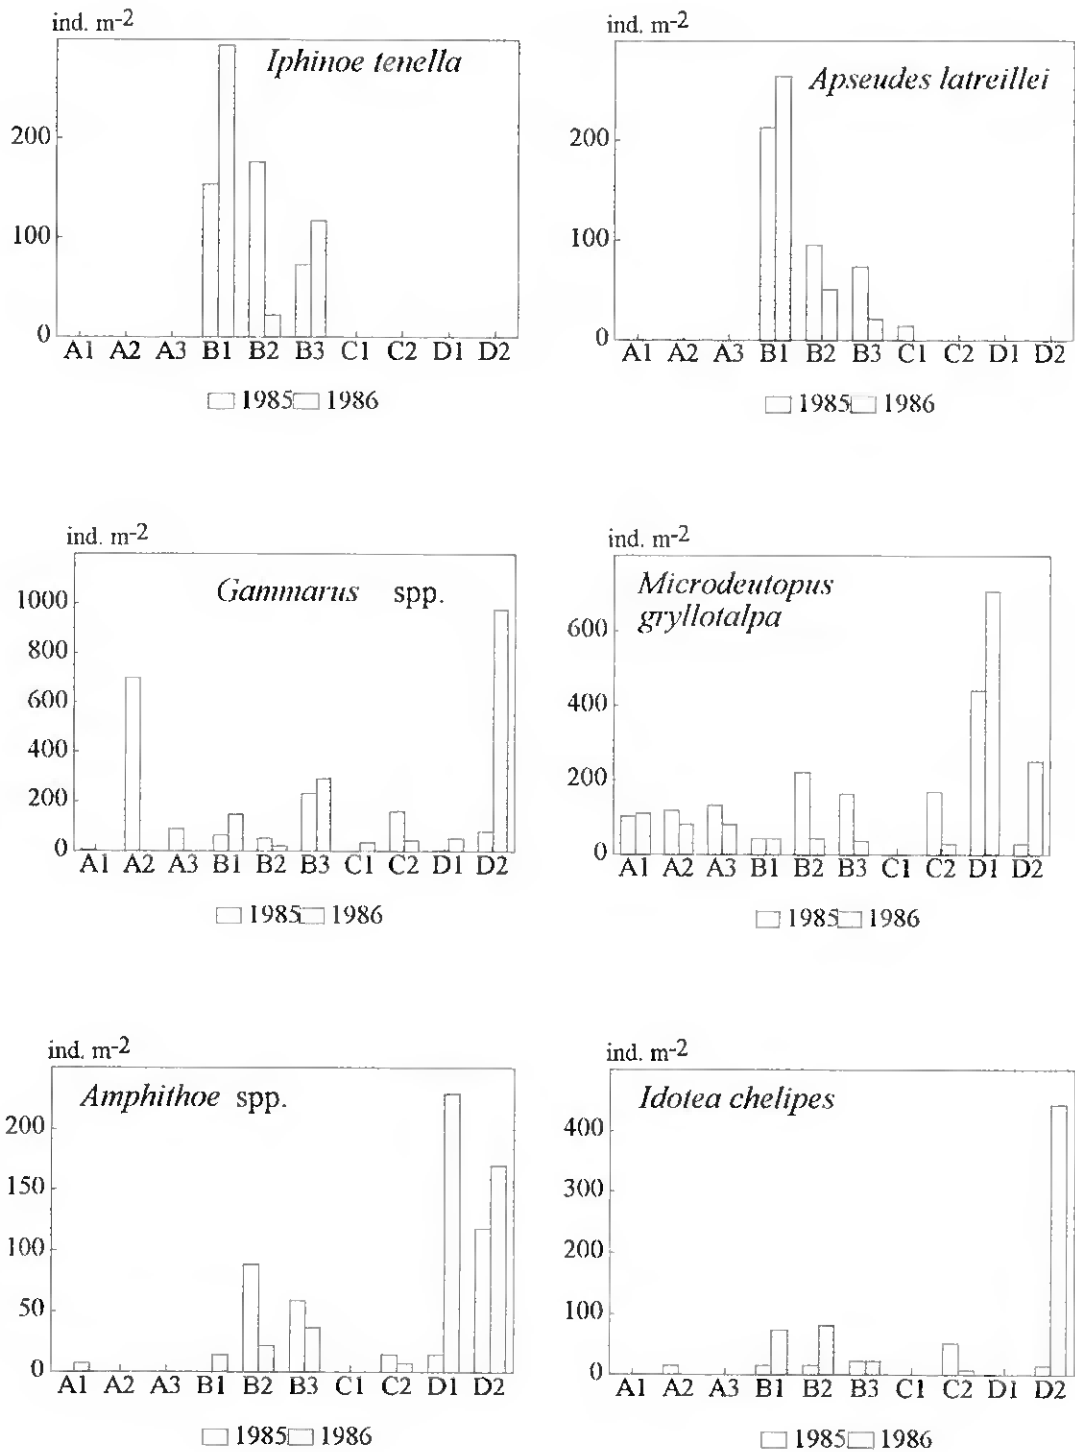 ind. m-2
Iphinoe tenella
200
100
0
A1 A2 A3 B1 B2 B3 C1 C2 D1 D2
1985 1986
ind. m-2
Apseudes latreillei
200
100
0
A1 A2 A3 B1 B2 B3 C1 C2 D1 D2
1985 1986
ind. m-2
Gammarus spp.
1000
800
600
400
200
0
A1 A2 A3 B1 B2 B3 C1 C2 D1 D2
1985 1986
ind. m-2
Microdeutopus
gryllotalpa
600
400
200
0
A1 A2 A3 B1 B2 B3 C1 C2 D1 D2
1985 1986
ind. m-2
Amphithoe spp.
200
150
100
50
0
A1 A2 A3 B1 B2 B3 C1 C2 D1 D2
1985 1986
ind. m-2
Idotea chelipes
400
300
200
100
0
A1 A2 A3 B1 B2 B3 C1 C2 D1 D2
1985 1986